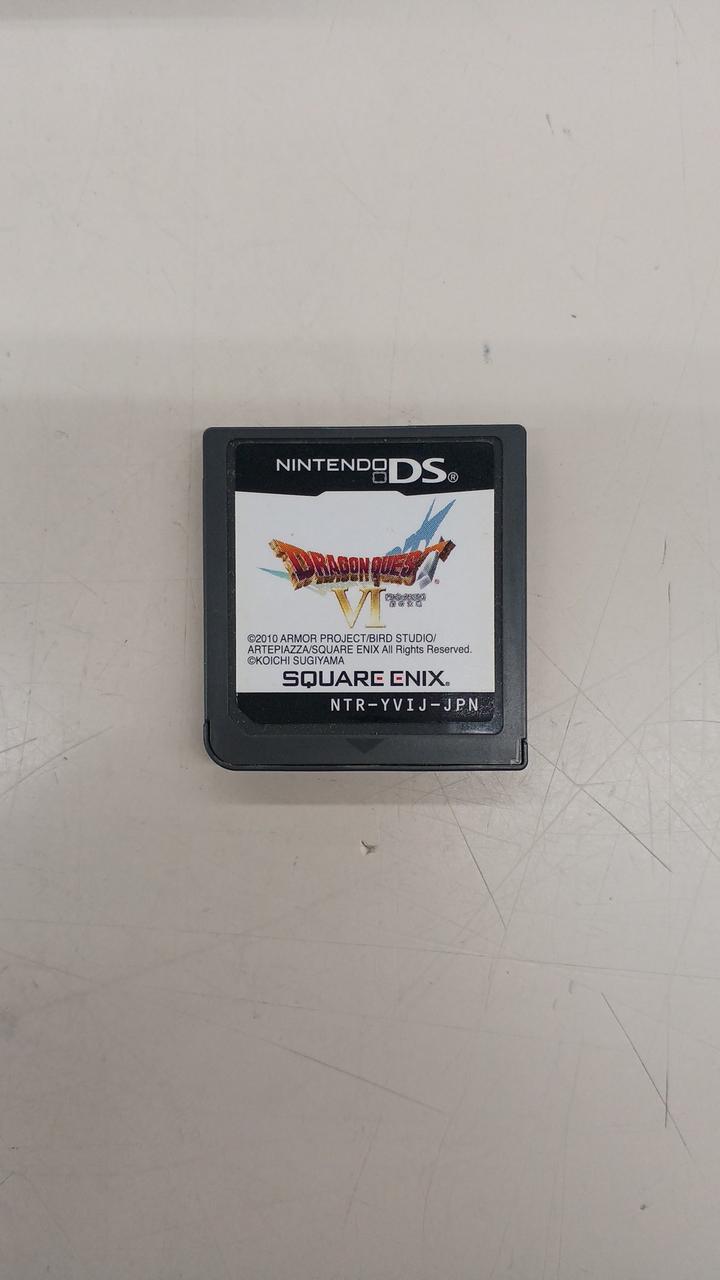 NINTENDO DS®
DRAGON QUEST®
VI
©2010 ARMOR PROJECT/BIRD STUDIO/
ARTEPIAZZA/SQUARE ENIX All Rights Reserved.
©KOICHI SUGIYAMA
SQUARE ENIX®
NTR-YVIJ-JPN